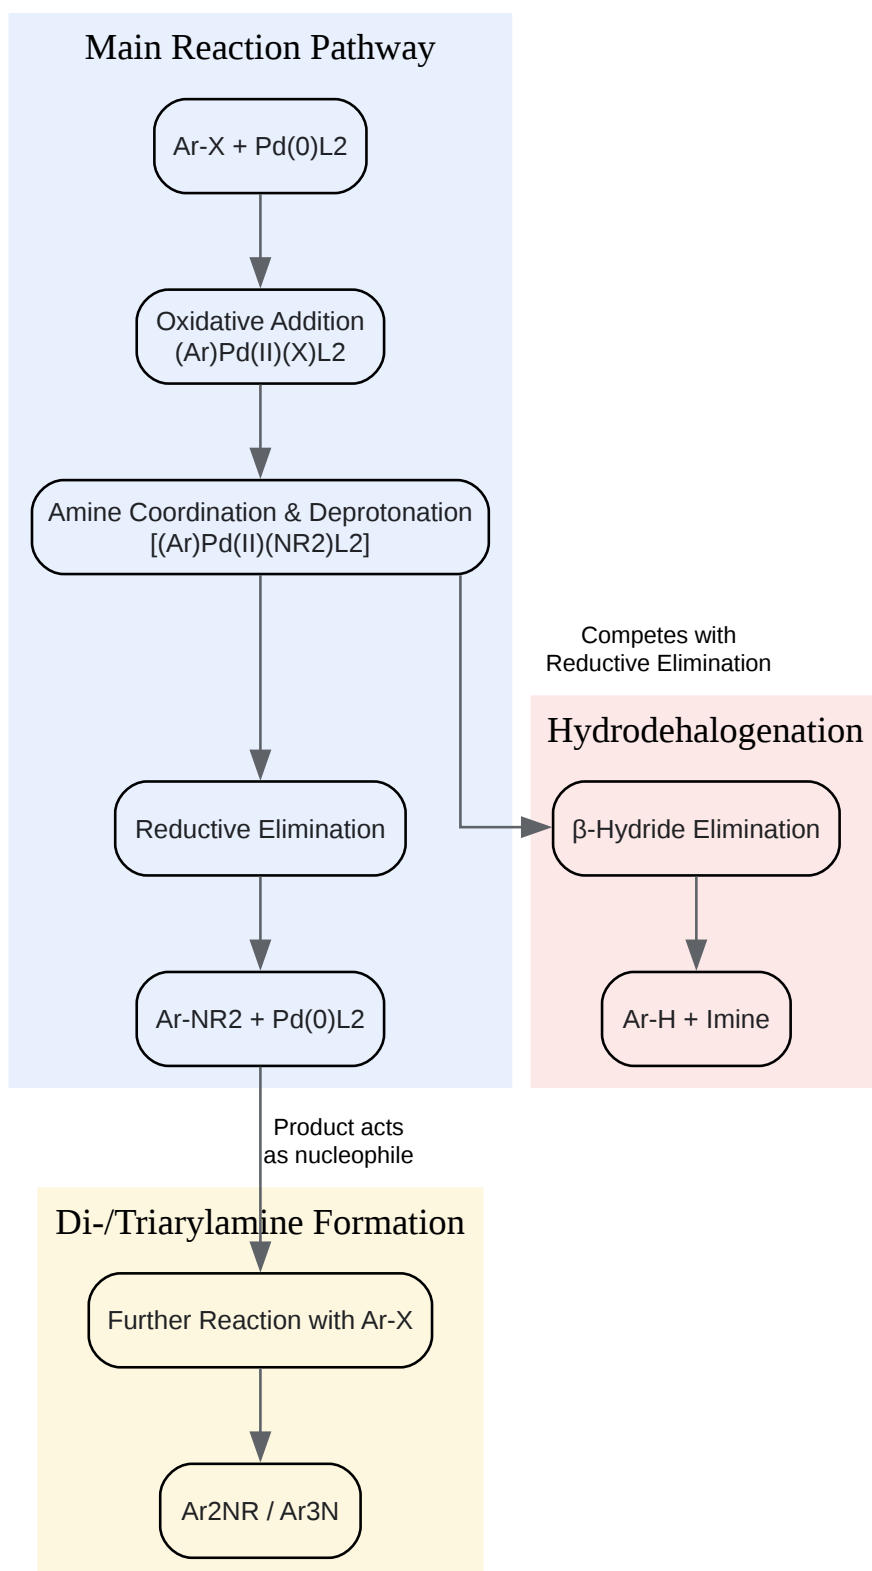 Main Reaction Pathway
Ar-X + Pd(0)L2
Oxidative Addition
(Ar)Pd(II)(X)L2
Amine Coordination & Deprotonation
[(Ar)Pd(II)(NR2)L2]
Competes with
Reductive Elimination
Hydrodehalogenation
Reductive Elimination
β-Hydride Elimination
Ar-NR2 + Pd(0)L2
Ar-H + Imine
Product acts
as nucleophile
Di-/Triarylamine Formation
Further Reaction with Ar-X
Ar2NR / Ar3N